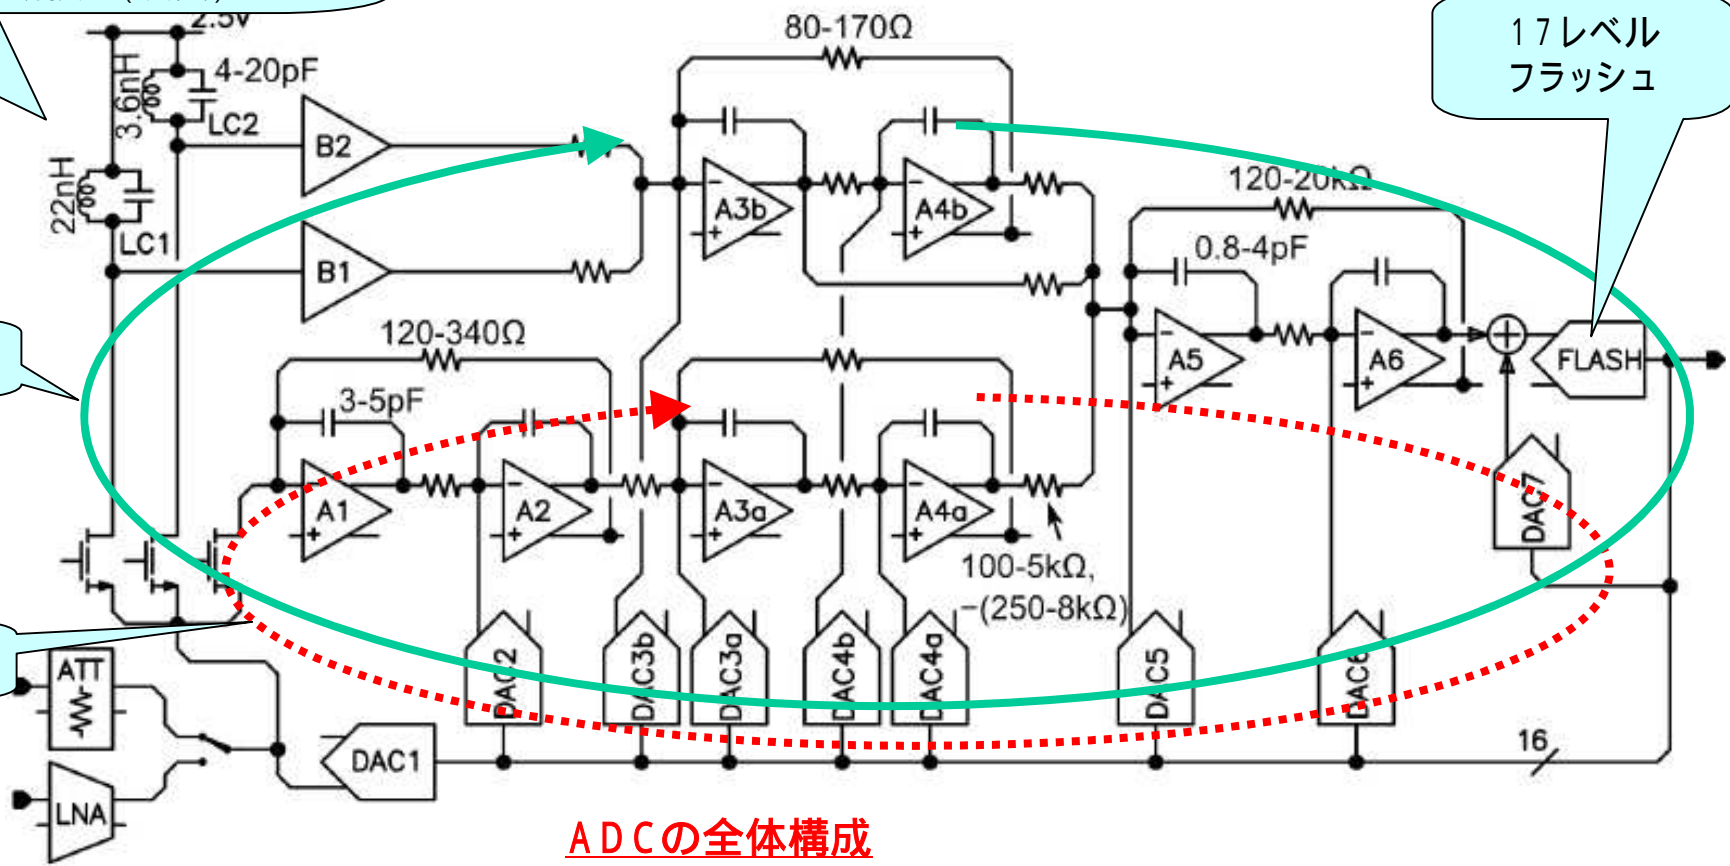 2.5V
80-170Ω
17レベル
フラッシュ
3.6nH
4-20pF
LC2
B2
22nH
LC1
A3b
A4b
120-20kΩ
B1
0.8-4pF
120-340Ω
A5
A6
FLASH
3-5pF
A1
A2
A3a
A4a
DAC7
100-5kΩ,
−(250-8kΩ)
ATT
DAC2
DAC3b
DAC3a
DAC4b
DAC4a
DAC5
DAC6
16
DAC1
LNA
ADCの全体構成